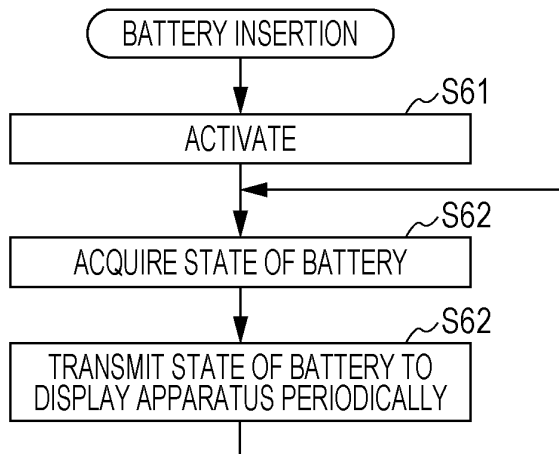 BATTERY INSERTION
S61
ACTIVATE
S62
ACQUIRE STATE OF BATTERY
S62
TRANSMIT STATE OF BATTERY TO
DISPLAY APPARATUS PERIODICALLY